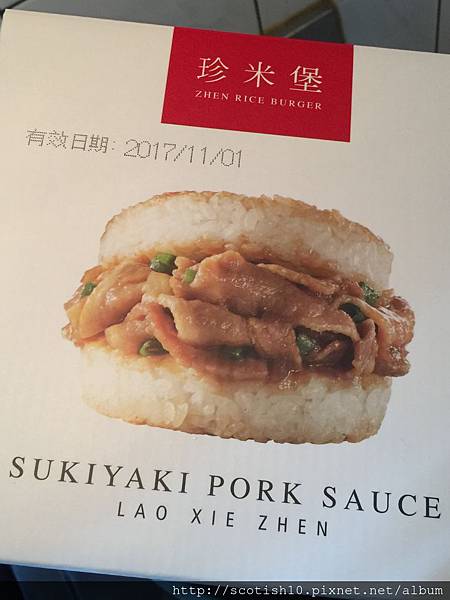 珍米堡
ZHEN RICE BURGER
有效日期: 2017/11/01
SUKIYAKI PORK SAUCE
LAO XIE ZHEN
http://scotish10.pixnet.net/album